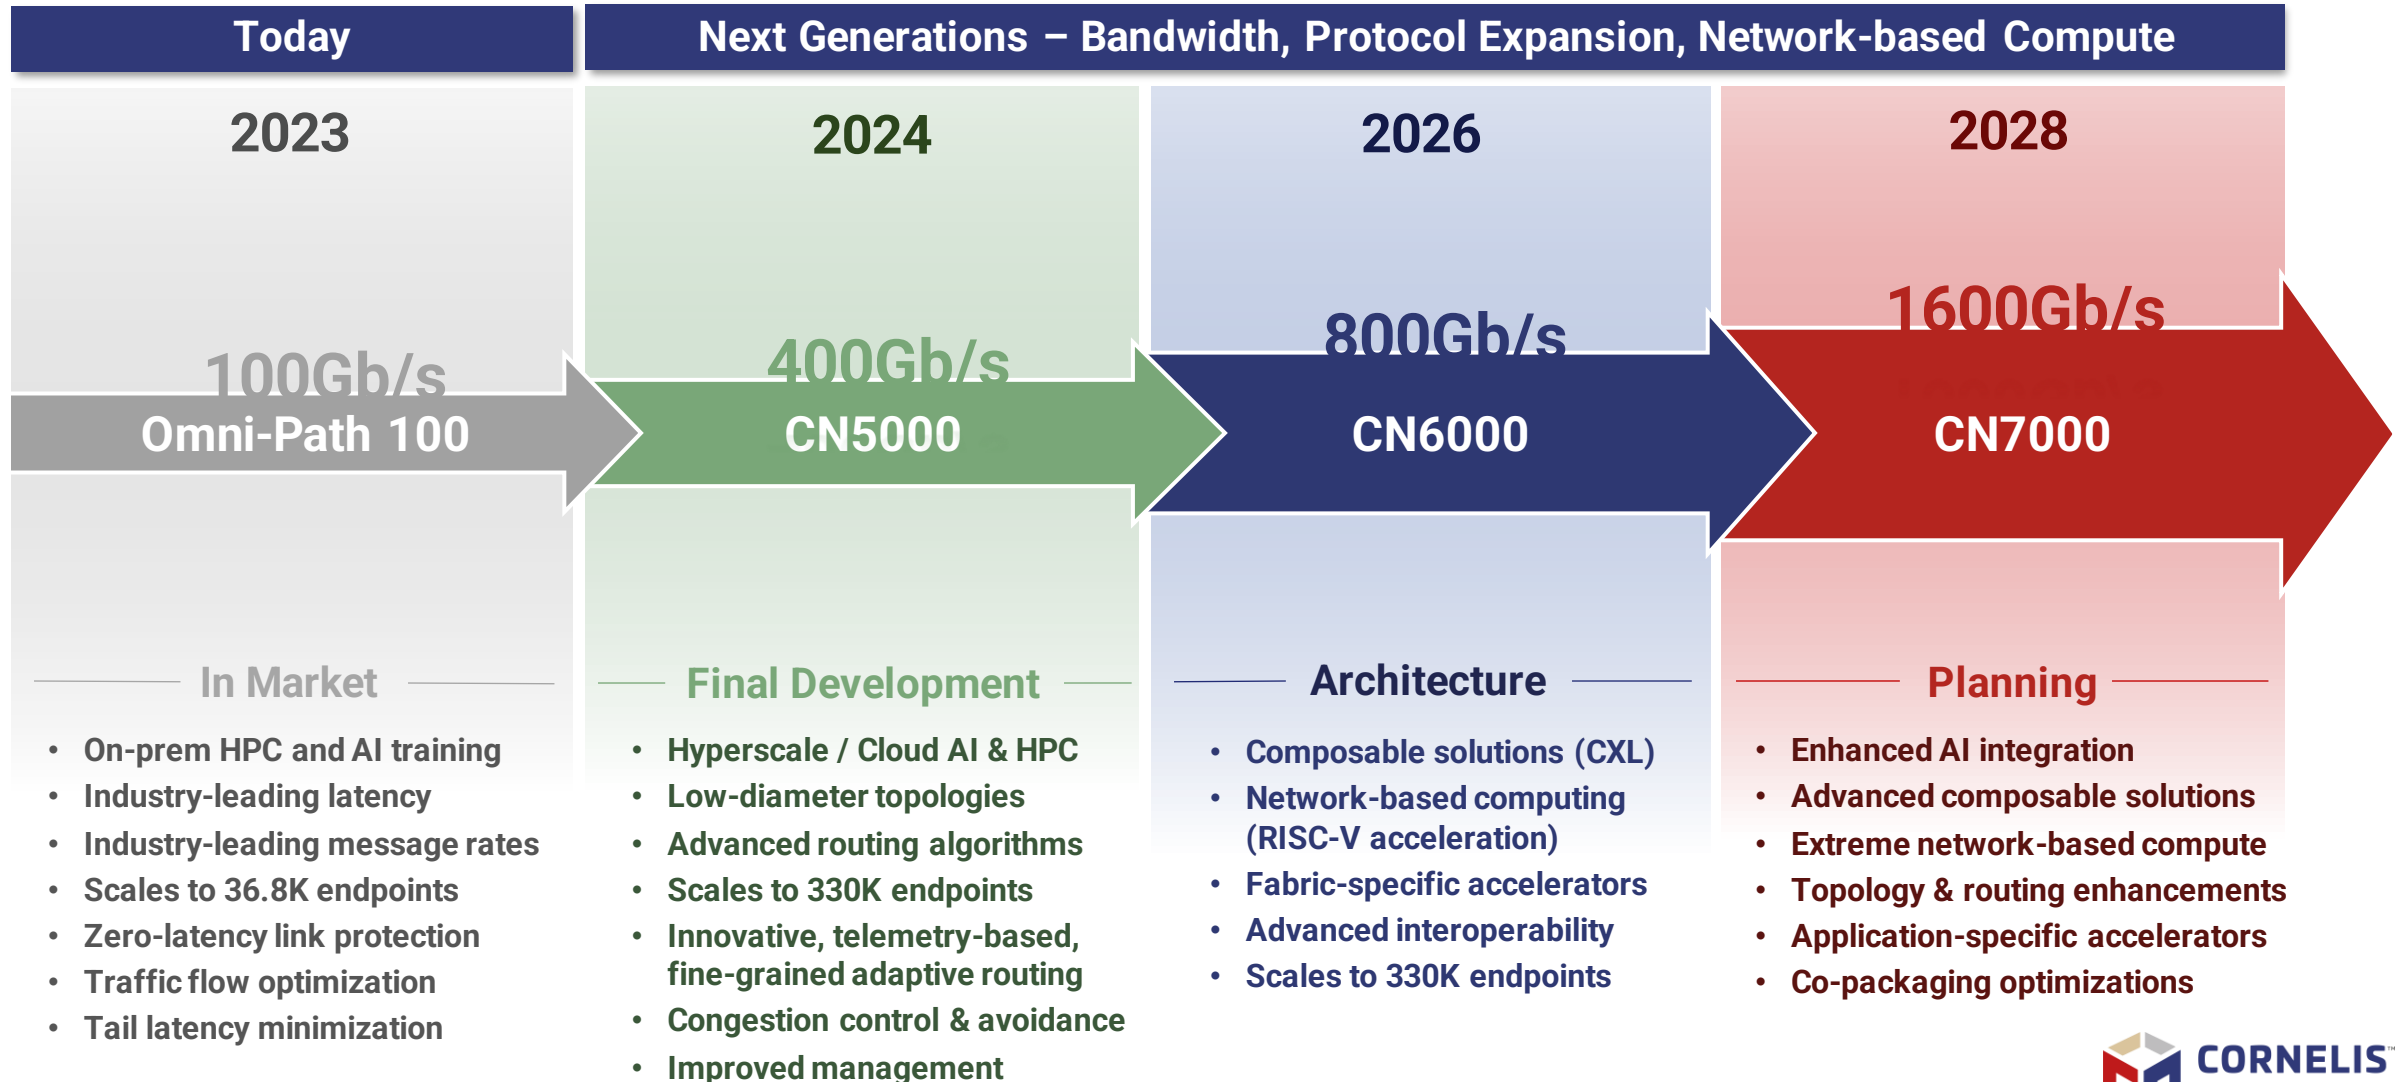 Today
Next Generations – Bandwidth, Protocol Expansion, Network-based Compute
2023
100Gb/s
Omni-Path 100
In Market
• On-prem HPC and AI training
• Industry-leading latency
• Industry-leading message rates
• Scales to 36.8K endpoints
• Zero-latency link protection
• Traffic flow optimization
• Tail latency minimization
2024
400Gb/s
CN5000
Final Development
• Hyperscale / Cloud AI & HPC
• Low-diameter topologies
• Advanced routing algorithms
• Scales to 330K endpoints
• Innovative, telemetry-based,
fine-grained adaptive routing
• Congestion control & avoidance
• Improved management
2026
800Gb/s
CN6000
Architecture
• Composable solutions (CXL)
• Network-based computing
(RISC-V acceleration)
• Fabric-specific accelerators
• Advanced interoperability
• Scales to 330K endpoints
2028
1600Gb/s
CN7000
Planning
• Enhanced AI integration
• Advanced composable solutions
• Extreme network-based compute
• Topology & routing enhancements
• Application-specific accelerators
• Co-packaging optimizations
CORNELIS™